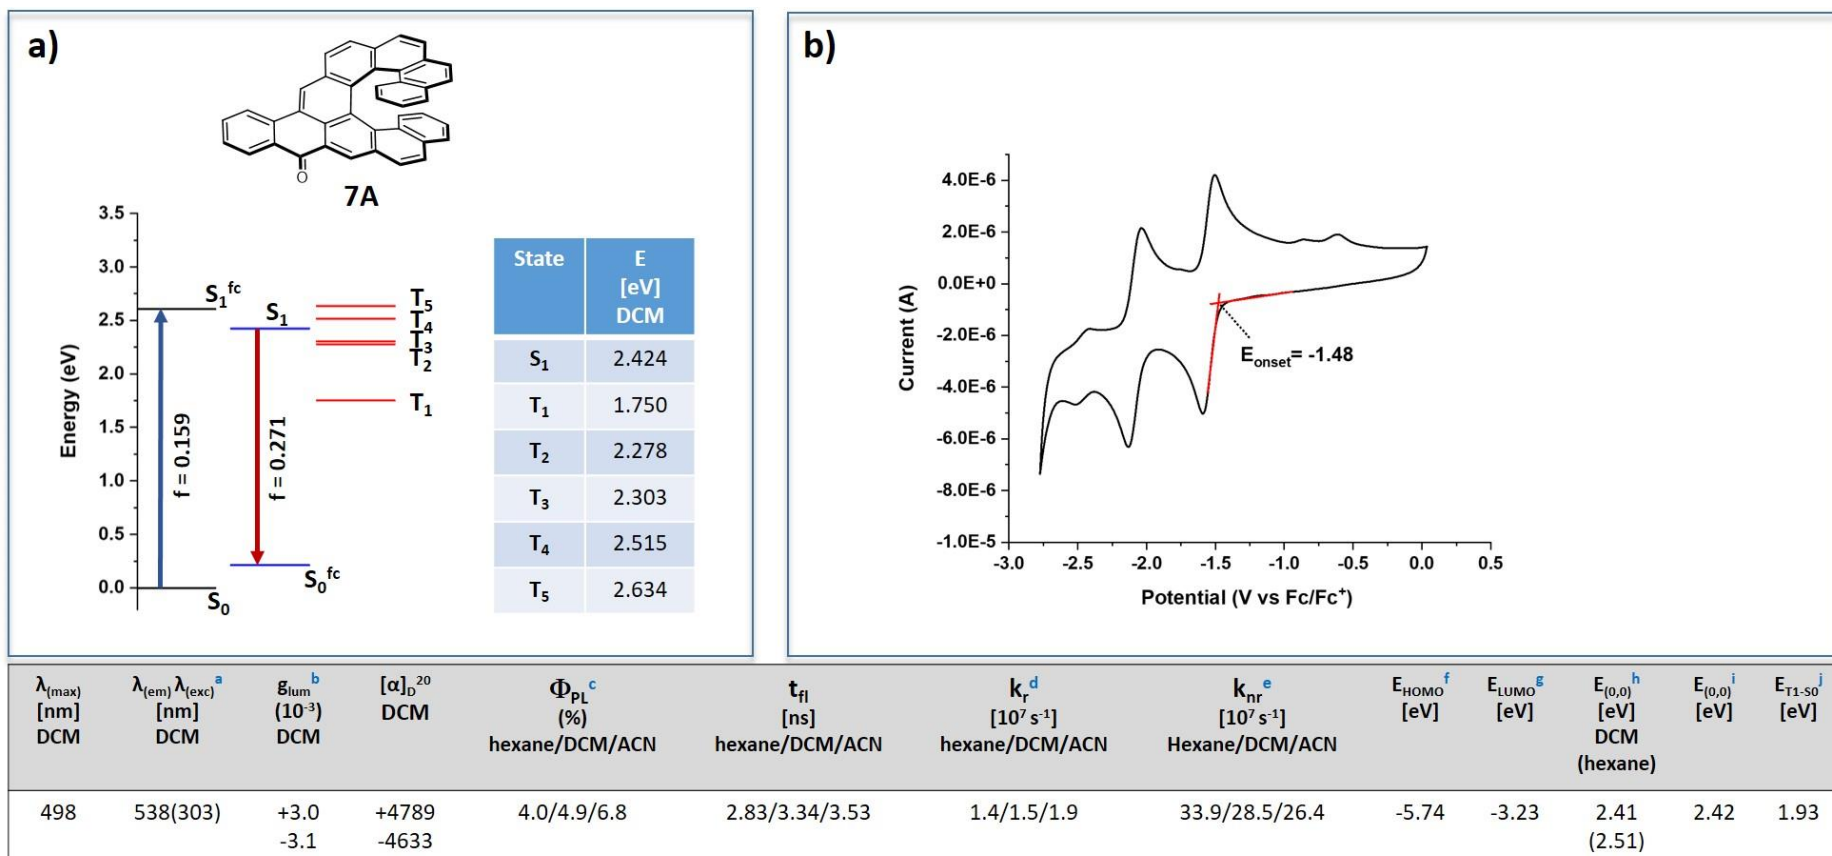 a)
O
7A
Energy (eV)
3.5
3.0
2.5
2.0
1.5
1.0
0.5
0.0
S1fc
S1
S0
S0fc
f = 0.159
f = 0.271
T5
T4
T3
T2
T1
State E [eV] DCM
S1 2.424
T1 1.750
T2 2.278
T3 2.303
T4 2.515
T5 2.634
b)
Current (A)
4.0E-6
2.0E-6
0.0E+0
-2.0E-6
-4.0E-6
-6.0E-6
-8.0E-6
-1.0E-5
-3.0 -2.5 -2.0 -1.5 -1.0 -0.5 0.0 0.5
Eonset= -1.48
Potential (V vs Fc/Fc+)
λ(max) [nm] DCM
λ(em) λ(exc)a [nm] DCM
glumb (10-3) DCM
[α]D20 DCM
ΦPLc (%) hexane/DCM/ACN
tfl [ns] hexane/DCM/ACN
krd [107 s-1] hexane/DCM/ACN
knre [107 s-1] Hexane/DCM/ACN
EHOMOf [eV]
ELUMOg [eV]
E(0,0)h [eV] DCM (hexane)
E(0,0)i [eV]
ET1-S0j [eV]
498 538(303) +3.0 +4789 4.0/4.9/6.8 2.83/3.34/3.53 1.4/1.5/1.9 33.9/28.5/26.4 -5.74 -3.23 2.41 2.42 1.93
-3.1 -4633 (2.51)